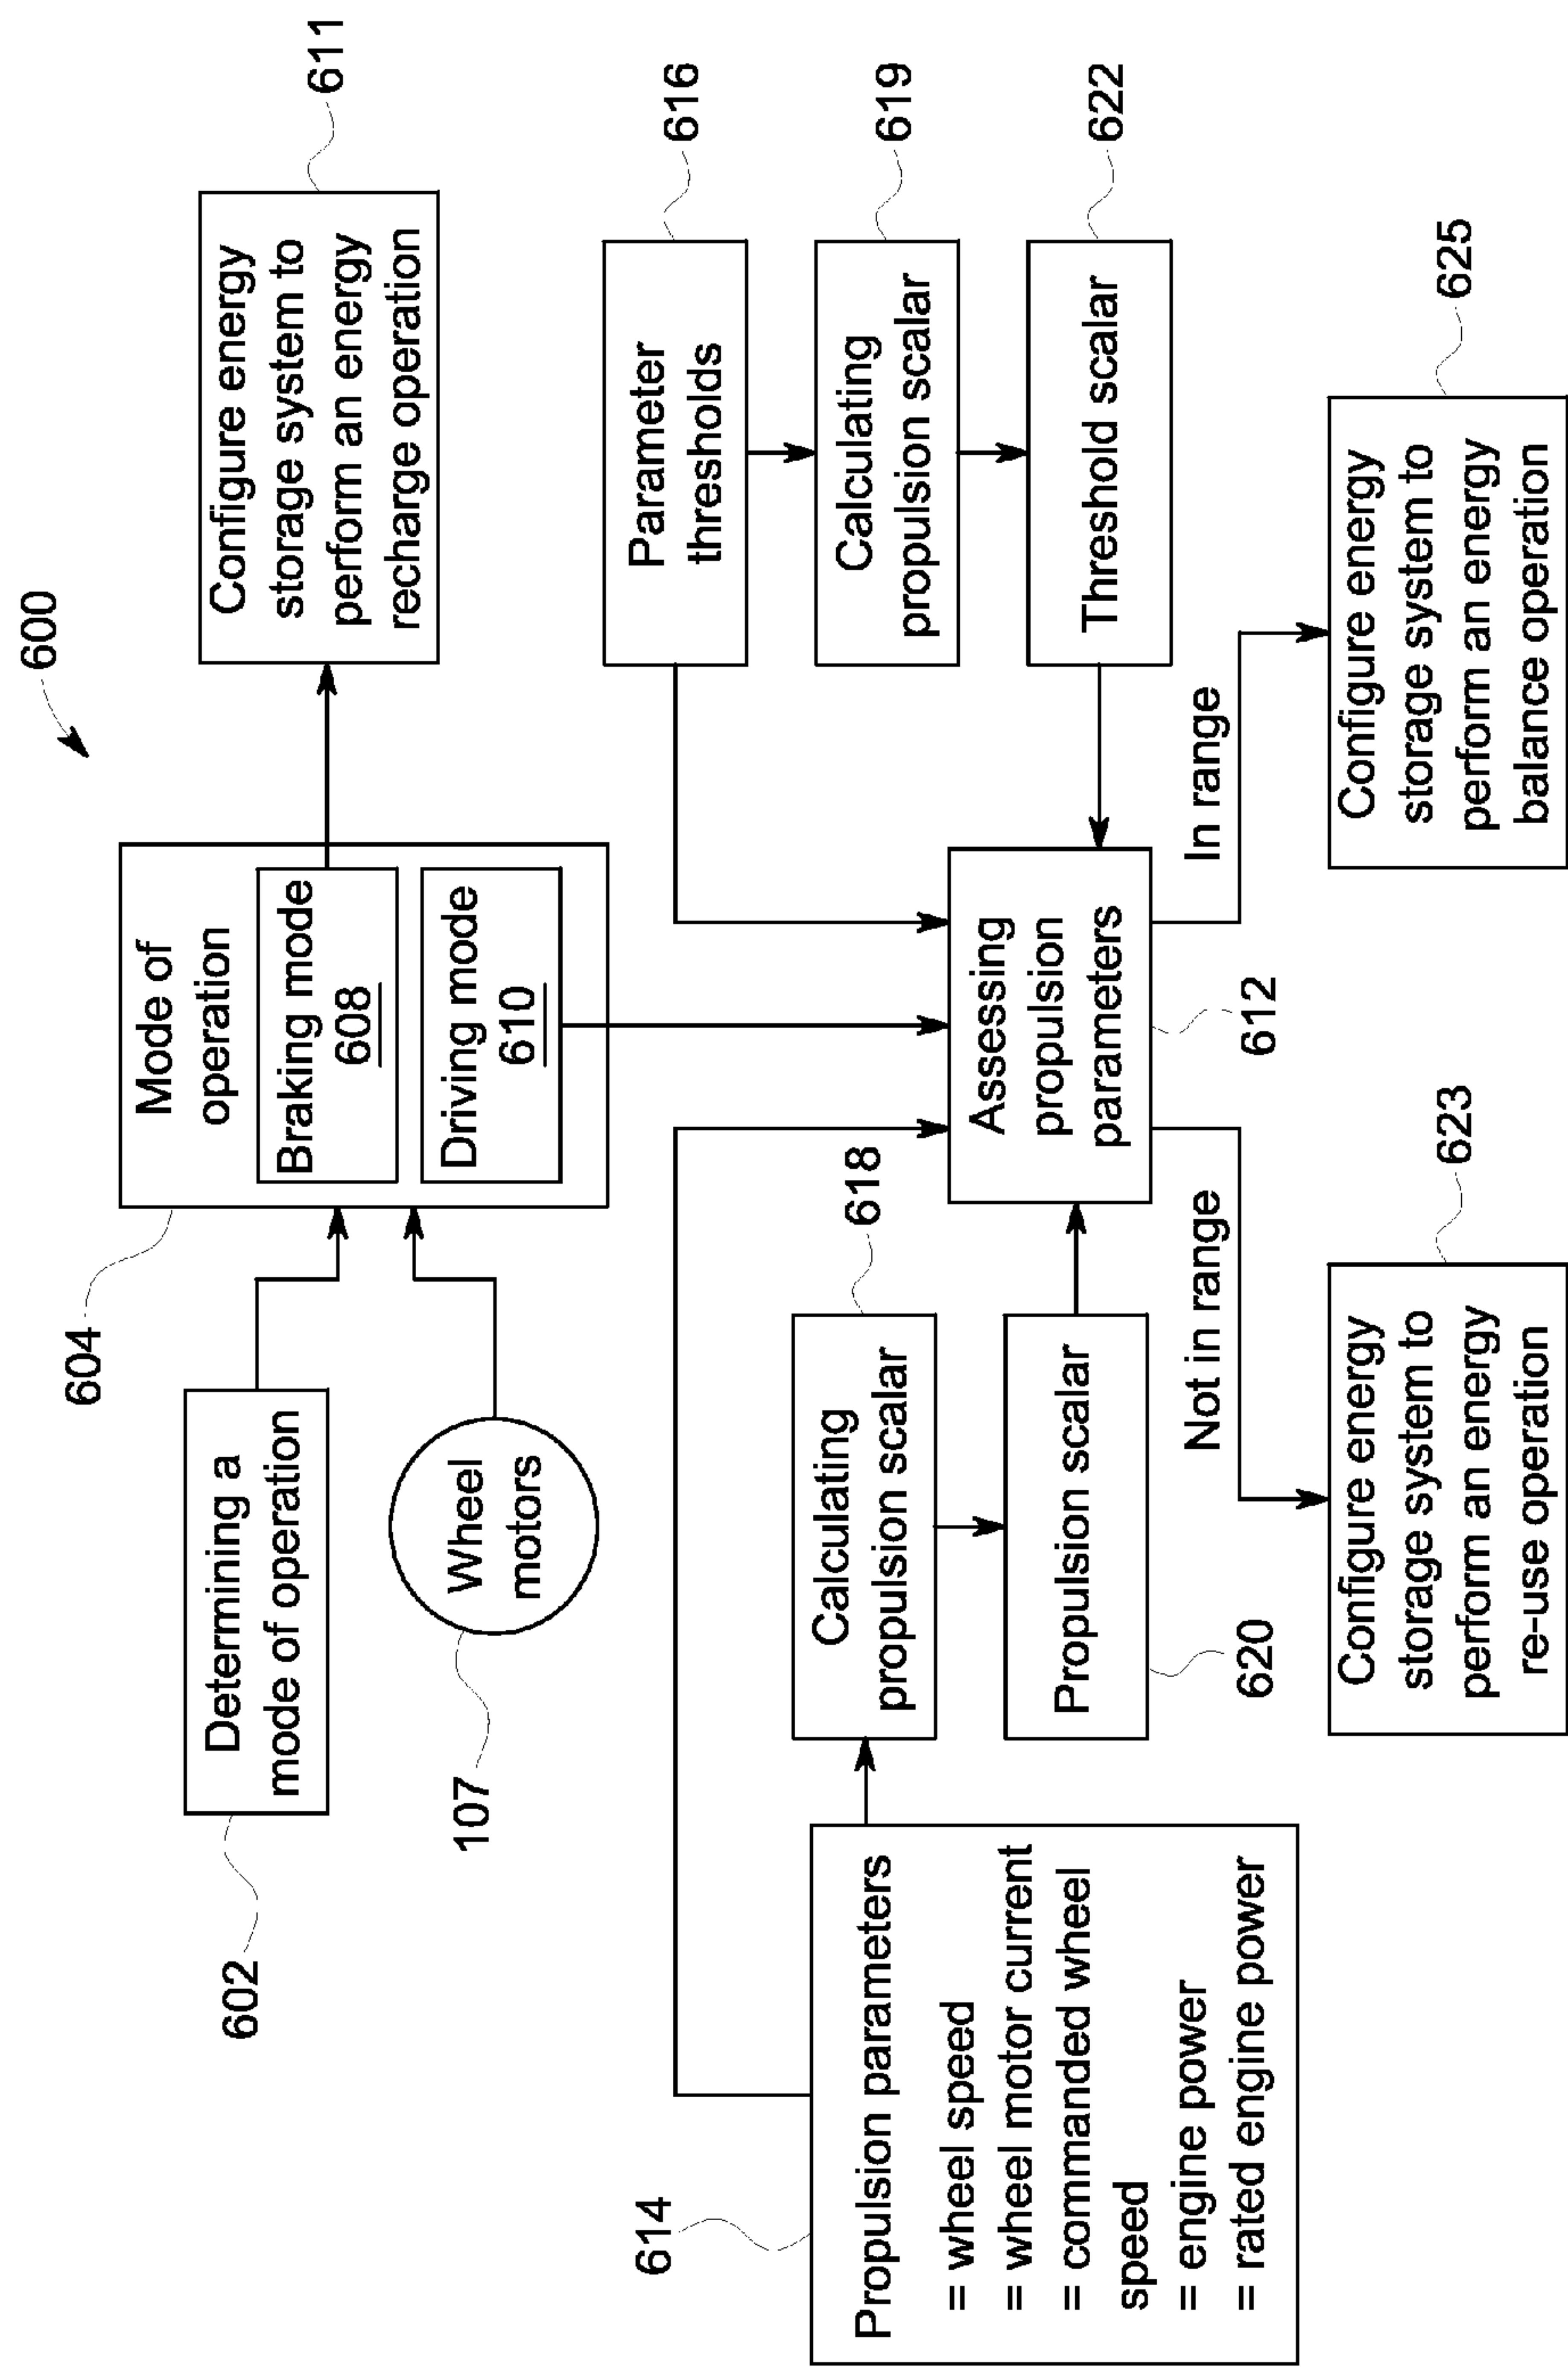 600
604
Mode of
operation
Braking mode
608
Driving mode
610
602
Determining a
mode of operation
107
Wheel
motors
Configure energy
storage system to
perform an energy
recharge operation
611
614
Propulsion parameters
= wheel speed
= wheel motor current
= commanded wheel
speed
= engine power
= rated engine power
Calculating
propulsion scalar
618
Propulsion scalar
620
Assessing
propulsion
parameters
612
Parameter
thresholds
616
Calculating
propulsion scalar
619
Threshold scalar
622
Not in range
In range
Configure energy
storage system to
perform an energy
re-use operation
623
Configure energy
storage system to
perform an energy
balance operation
625